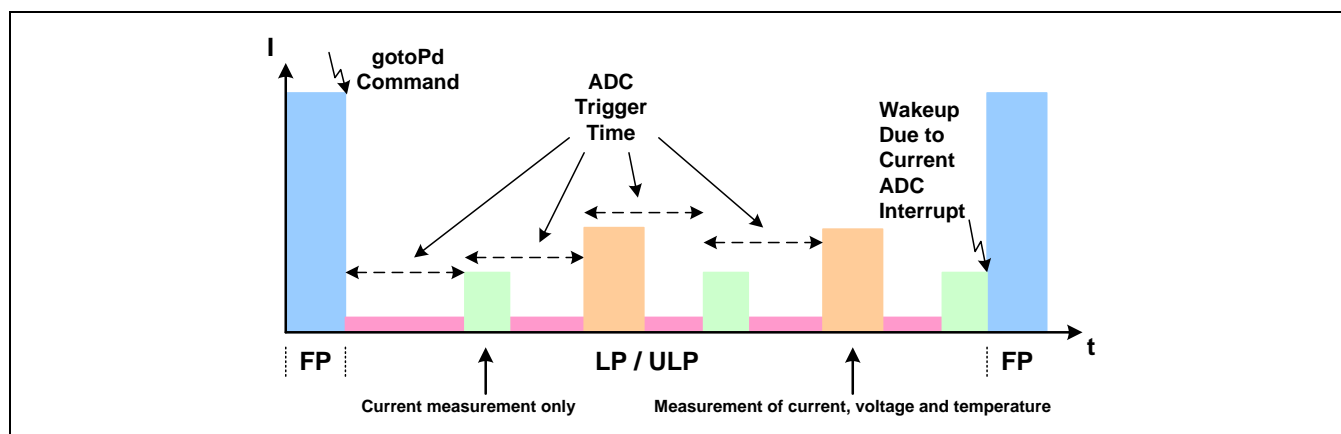 I
gotoPd
Command
ADC
Trigger
Time
Wakeup
Due to
Current
ADC
Interrupt
t
FP
LP / ULP
FP
Current measurement only
Measurement of current, voltage and temperature